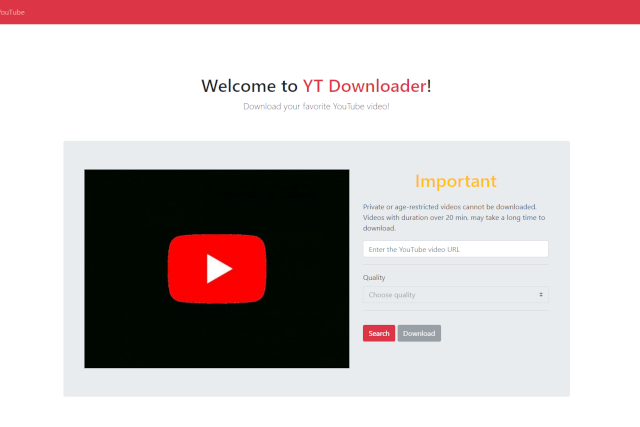 YouTube
Welcome to YT Downloader!
Download your favorite YouTube video!
Important
Private or age-restricted videos cannot be downloaded.
Videos with duration over 20 min. may take a long time to
download.
Enter the YouTube video URL
Quality
Choose quality
Search Download